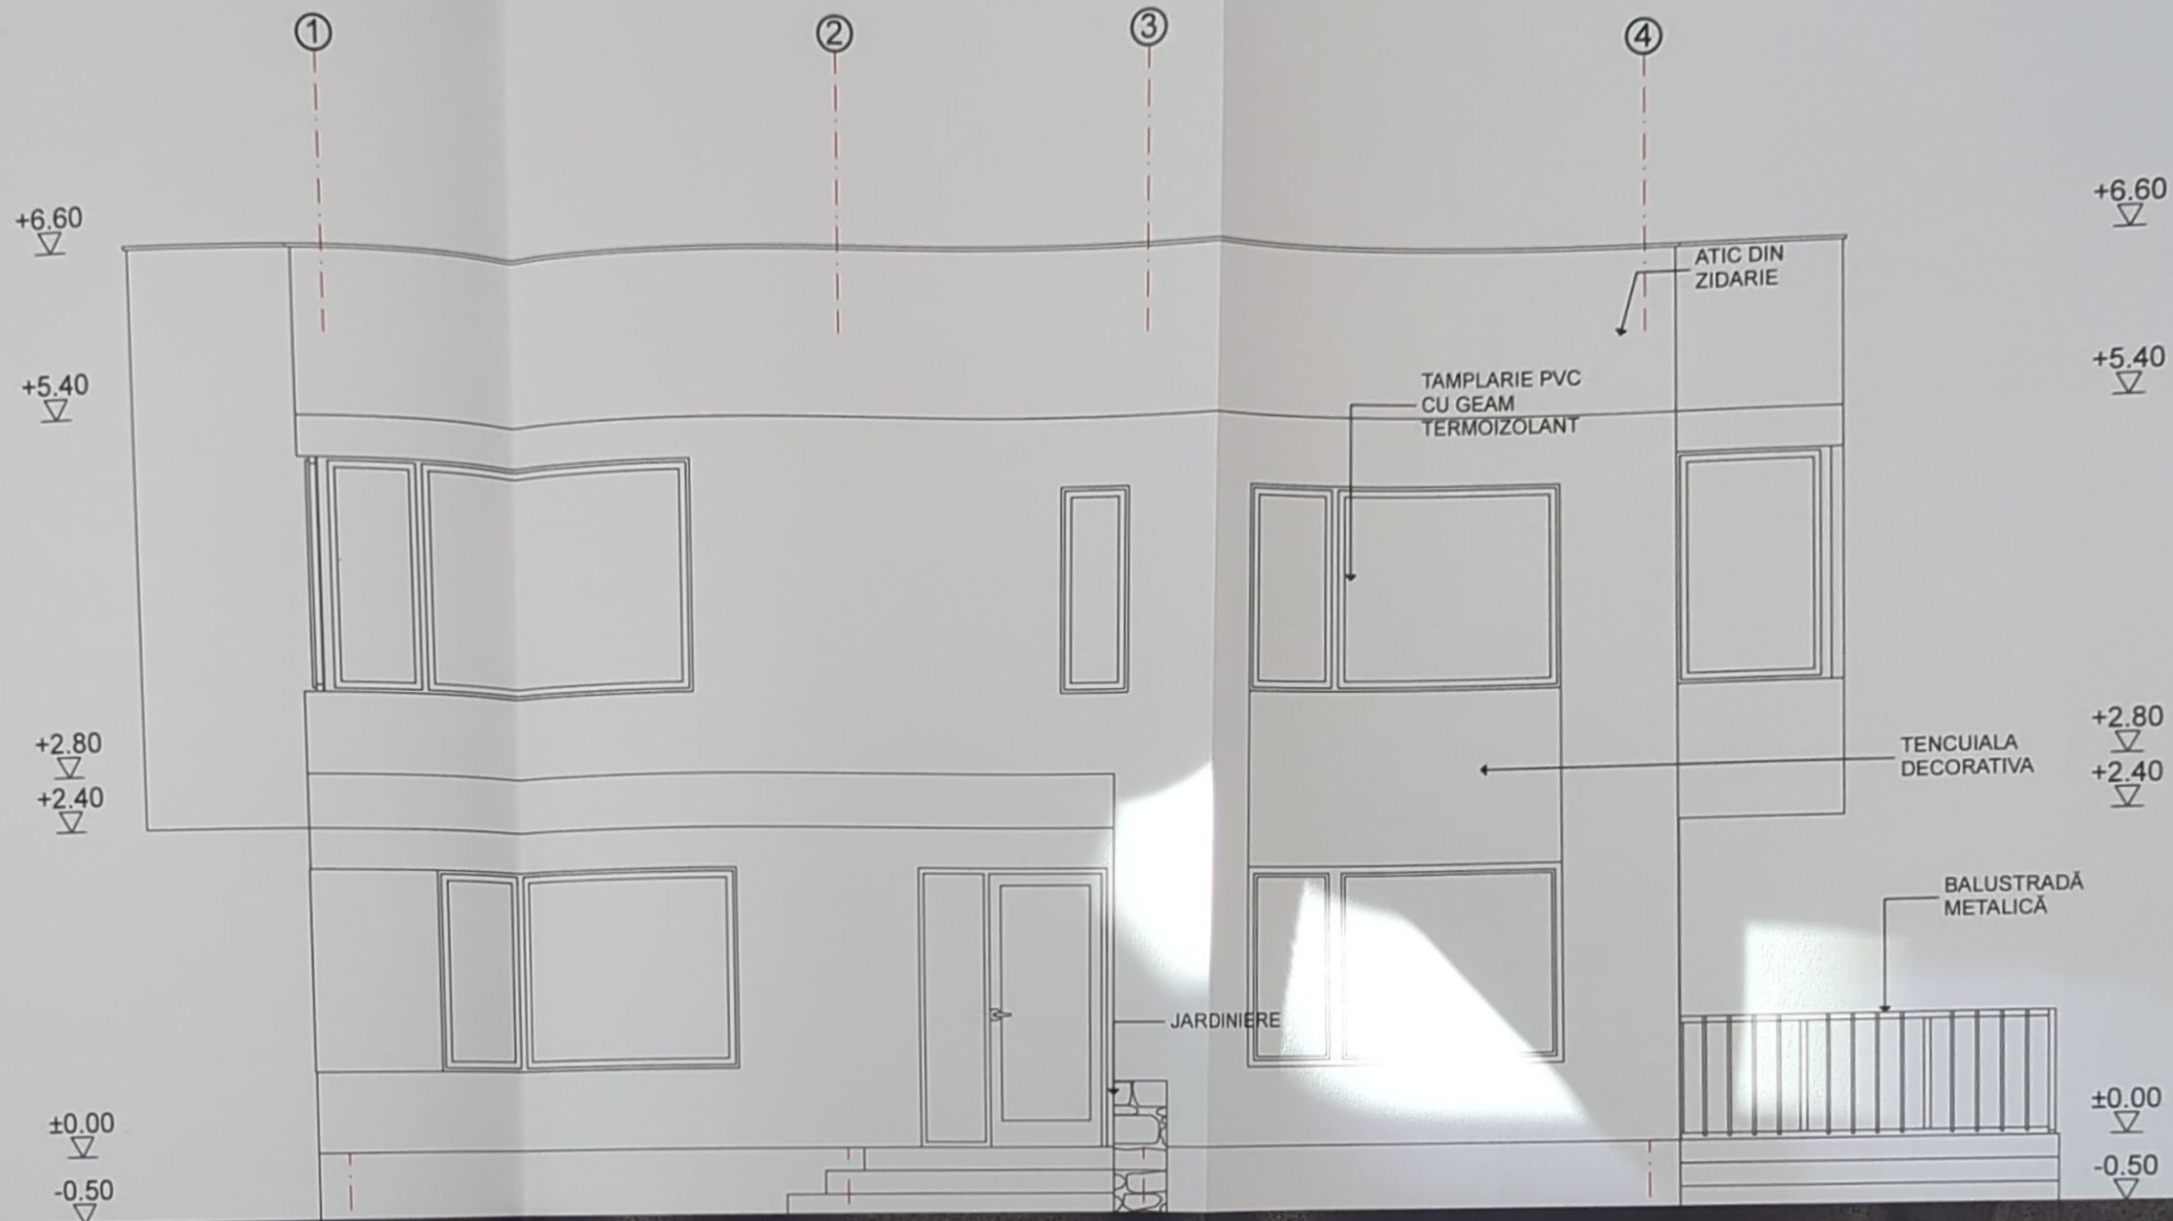 1
2
3
4
+6.60
+6.60
ATIC DIN
ZIDARIE
+5.40
+5.40
TAMPLARIE PVC
CU GEAM
TERMOIZOLANT
+2.80
+2.80
TENCUIALA
DECORATIVA
+2.40
+2.40
BALUSTRADĂ
METALICĂ
JARDINIERE
±0.00
±0.00
-0.50
-0.50